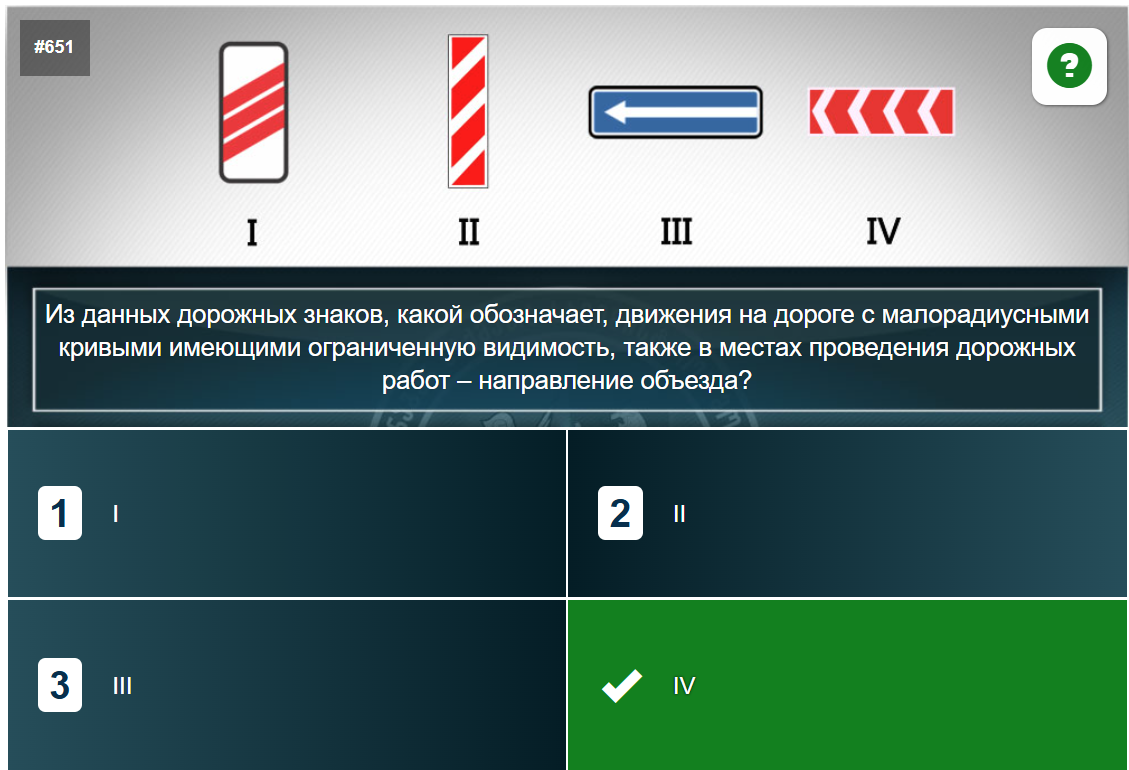 #651
?
I
II
III
IV
Из данных дорожных знаков, какой обозначает, движения на дороге с малорадиусными
кривыми имеющими ограниченную видимость, также в местах проведения дорожных
работ – направление объезда?
1 I
2 II
3 III
IV